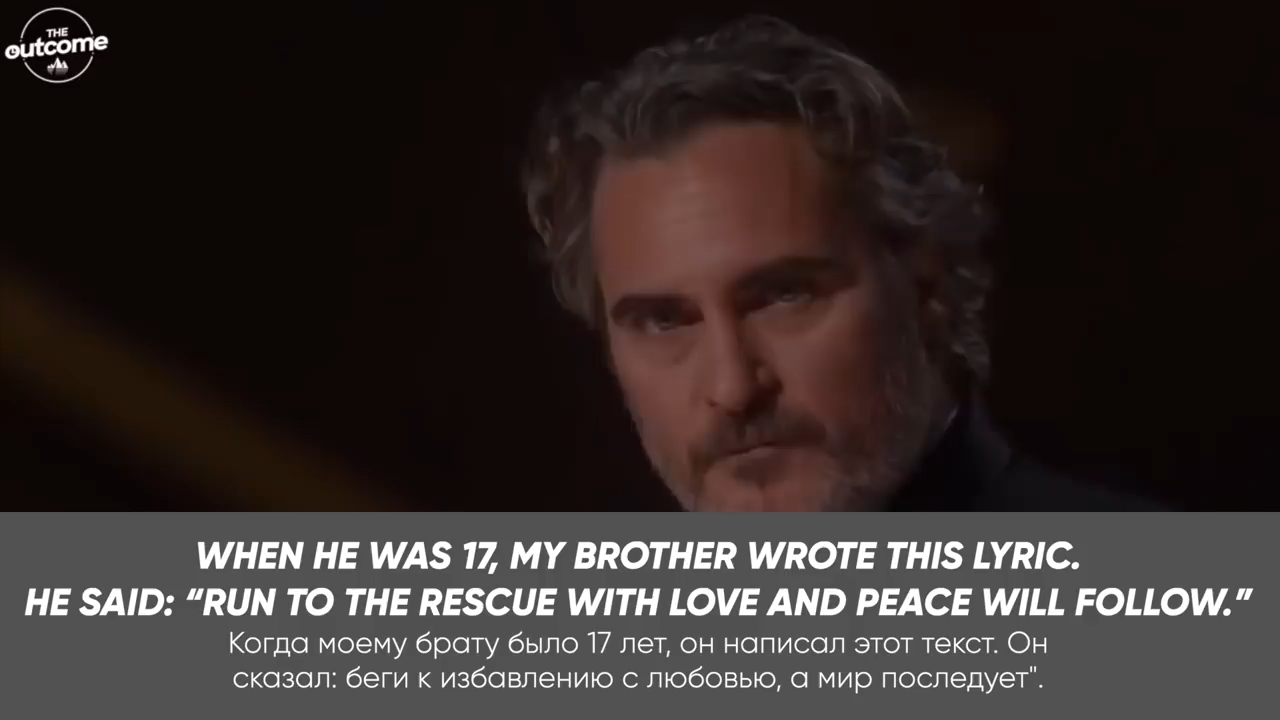 THE
outcome
WHEN HE WAS 17, MY BROTHER WROTE THIS LYRIC.
HE SAID: “RUN TO THE RESCUE WITH LOVE AND PEACE WILL FOLLOW.”
Когда моему брату было 17 лет, он написал этот текст. Он
сказал: беги к избавлению с любовью, а мир последует".